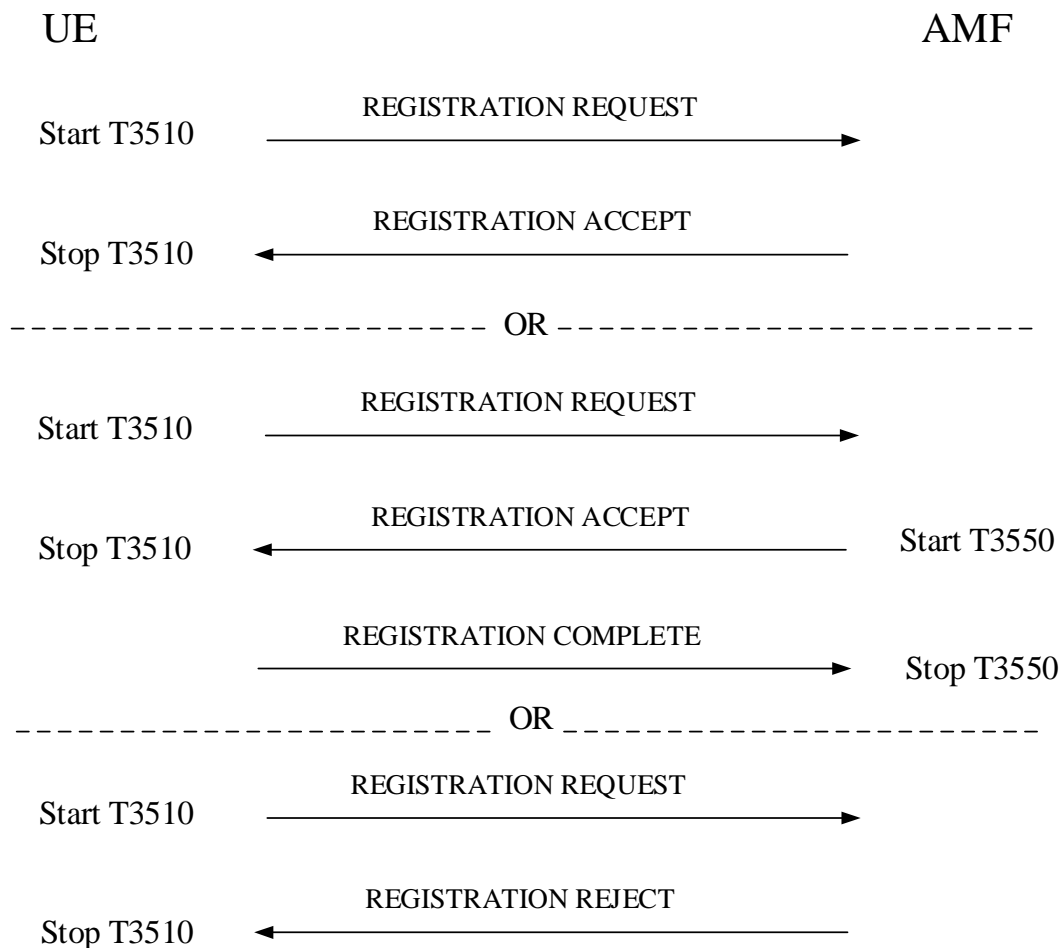 UE AMF
REGISTRATION REQUEST
Start T3510
REGISTRATION ACCEPT
Stop T3510
OR
REGISTRATION REQUEST
Start T3510
REGISTRATION ACCEPT
Stop T3510 Start T3550
REGISTRATION COMPLETE
Stop T3550
OR
REGISTRATION REQUEST
Start T3510
REGISTRATION REJECT
Stop T3510